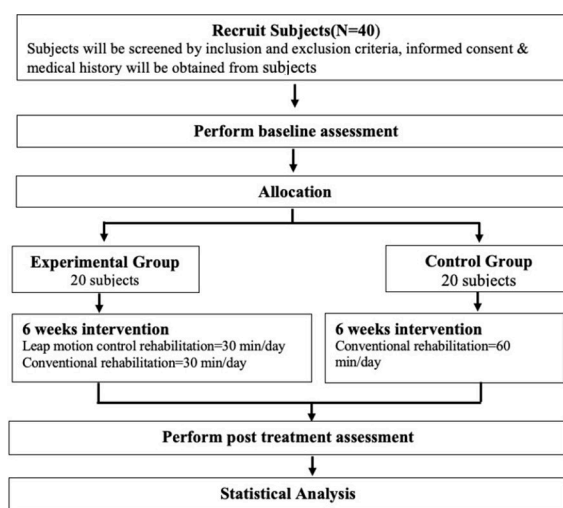 Recruit Subjects(N=40)
Subjects will be screened by inclusion and exclusion criteria, informed consent &
medical history will be obtained from subjects
Perform baseline assessment
Allocation
Experimental Group
20 subjects
Control Group
20 subjects
6 weeks intervention
Leap motion control rehabilitation=30 min/day
Conventional rehabilitation=30 min/day
6 weeks intervention
Conventional rehabilitation=60
min/day
Perform post treatment assessment
Statistical Analysis